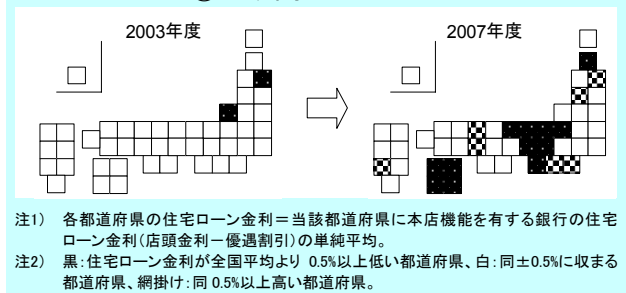 2003年度
2007年度
注1) 各都道府県の住宅ローン金利＝当該都道府県に本店機能を有する銀行の住宅
ローン金利(店頭金利－優遇割引)の単純平均。
注2) 黒:住宅ローン金利が全国平均より 0.5%以上低い都道府県、白:同±0.5%に収まる
都道府県、網掛け:同 0.5%以上高い都道府県。